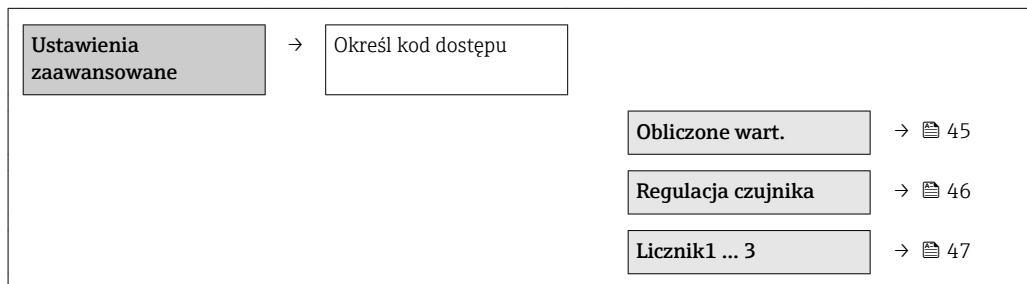 Ustawienia
zaawansowane
→ Określ kod dostępu
Obliczone wart. → 45
Regulacja czujnika → 46
Licznik1 ... 3 → 47